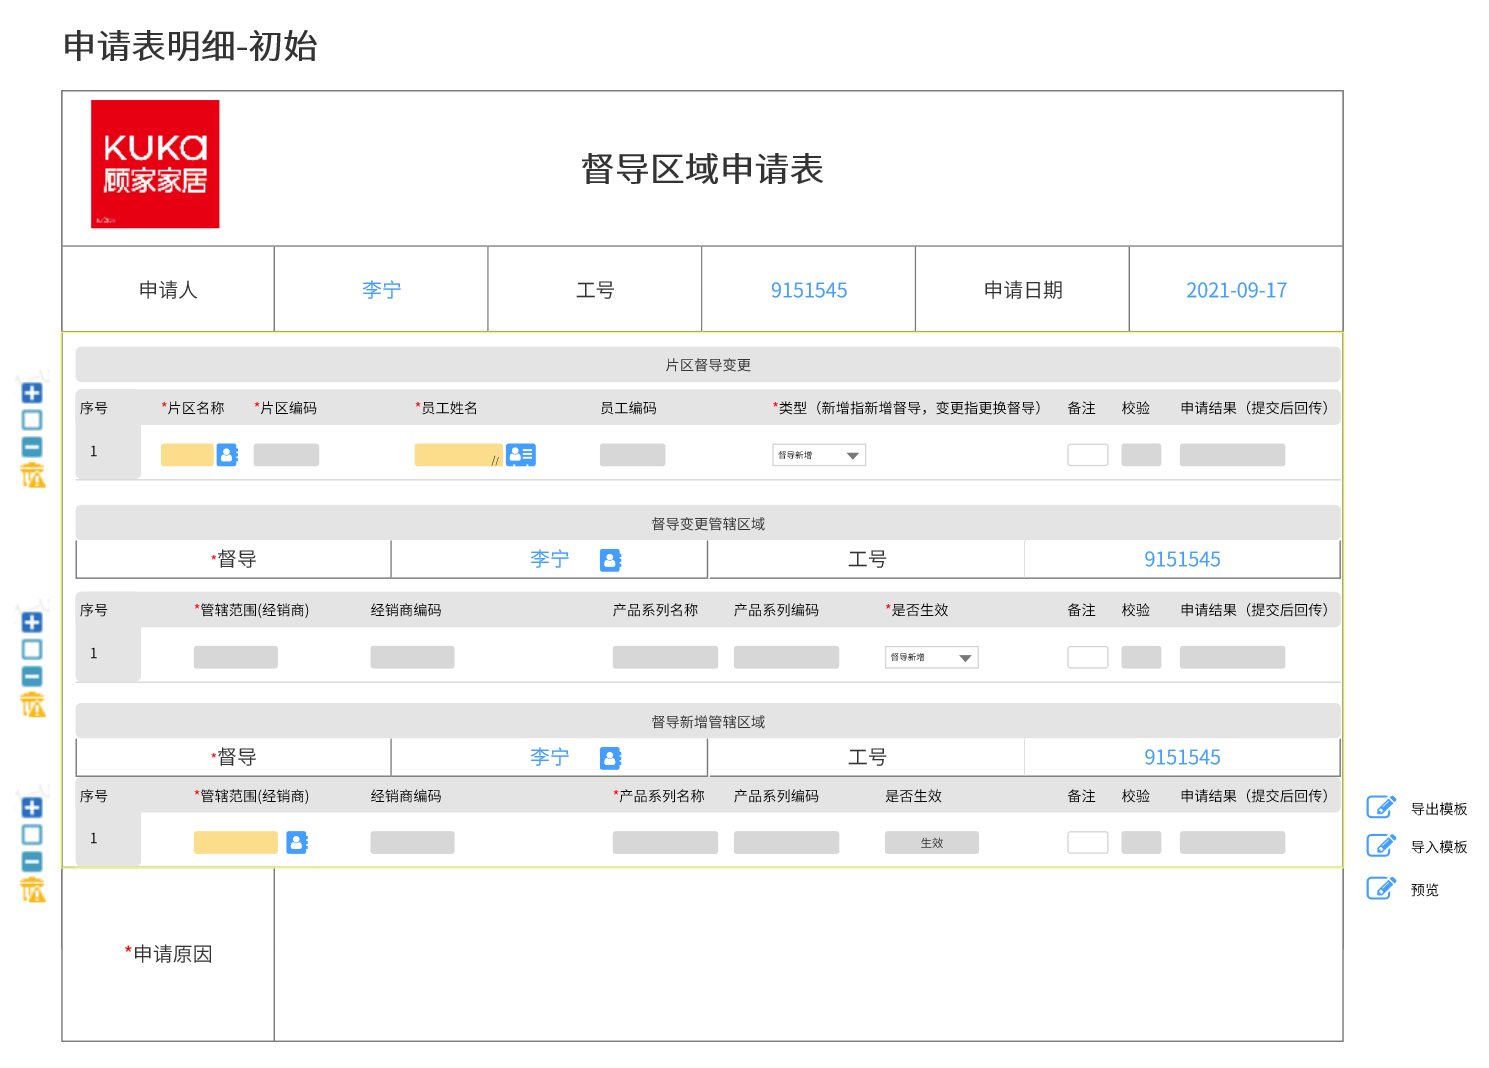 申请表明细-初始
KUKa
顾家家居
督导区域申请表
申请人 李宁 工号 9151545 申请日期 2021-09-17
片区督导变更
序号 *片区名称 *片区编码 *员工姓名 员工编码 *类型（新增指新增督导，变更指更换督导） 备注 校验 申请结果（提交后回传）
1 督导新增
督导变更管辖区域
*督导 李宁 工号 9151545
序号 *管辖范围(经销商) 经销商编码 产品系列名称 产品系列编码 *是否生效 备注 校验 申请结果（提交后回传）
1 督导新增
督导新增管辖区域
*督导 李宁 工号 9151545
序号 *管辖范围(经销商) 经销商编码 *产品系列名称 产品系列编码 是否生效 备注 校验 申请结果（提交后回传）
1 生效
导出模板
导入模板
预览
*申请原因